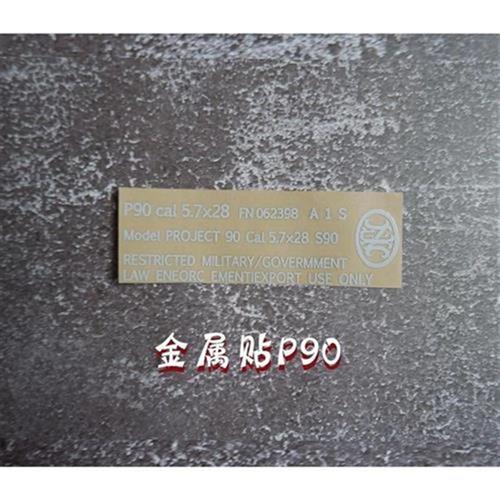 P90 cal 5.7x28 FN 062398 A 1 S
Model PROJECT 90 Cal 5.7x28 S90
RESTRICTED MILITARY/GOVERMMENT
LAW ENEORC EMENTIEXPORT USE ONLY
金属贴P90